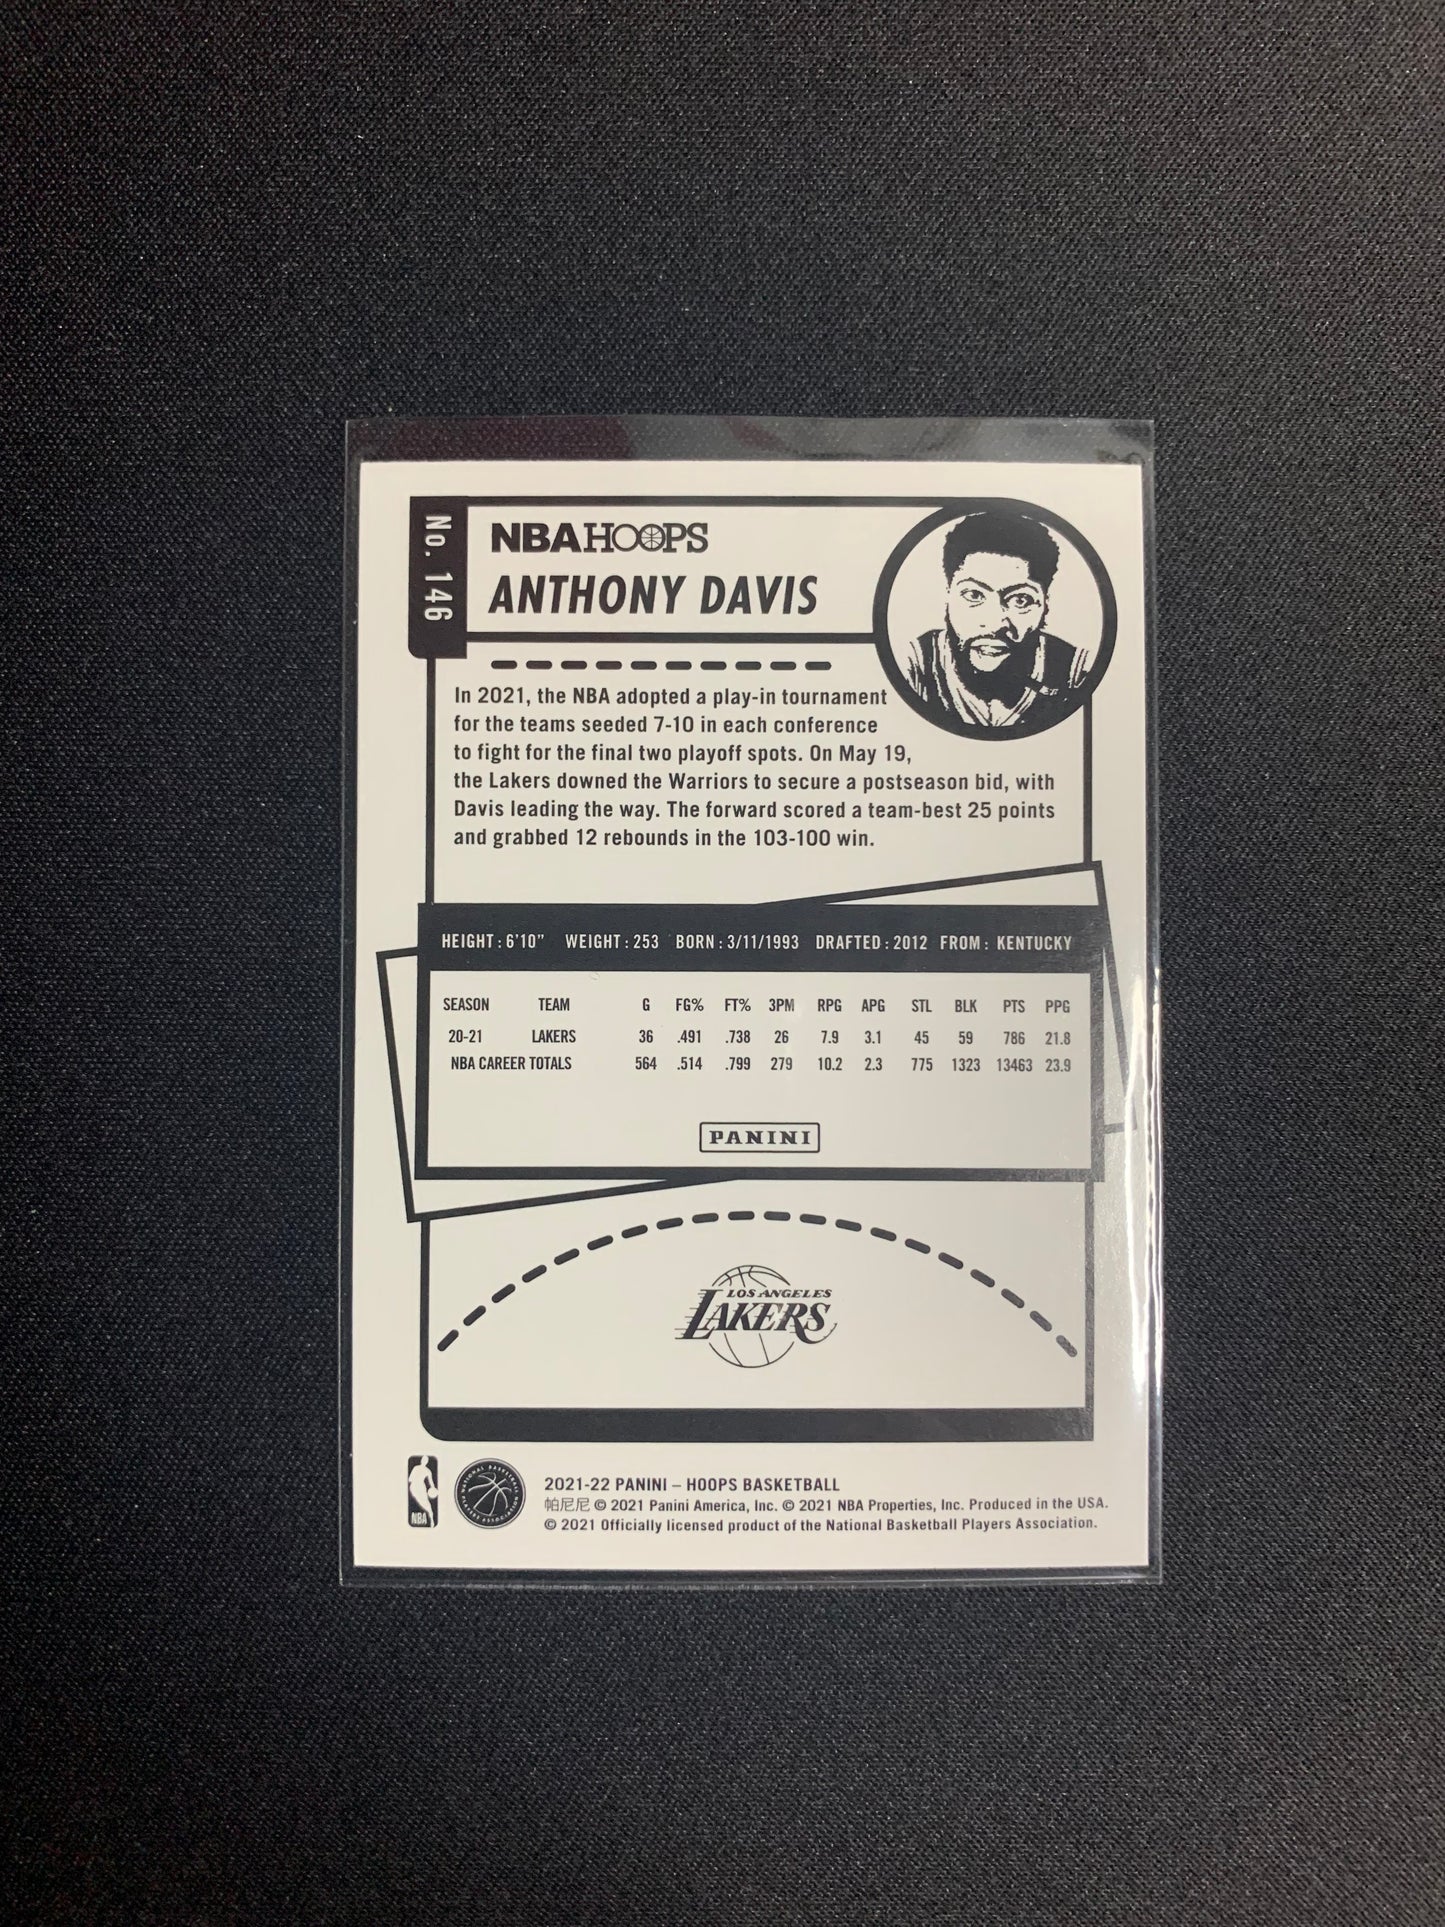 No. 146
NBA HOOPS
ANTHONY DAVIS
In 2021, the NBA adopted a play-in tournament
for the teams seeded 7-10 in each conference
to fight for the final two playoff spots. On May 19,
the Lakers downed the Warriors to secure a postseason bid, with
Davis leading the way. The forward scored a team-best 25 points
and grabbed 12 rebounds in the 103-100 win.
HEIGHT: 6'10" WEIGHT: 253 BORN: 3/11/1993 DRAFTED: 2012 FROM: KENTUCKY
SEASON TEAM G FG% FT% 3PM RPG APG STL BLK PTS PPG
20-21 LAKERS 36 .491 .738 26 7.9 3.1 45 59 786 21.8
NBA CAREER TOTALS 564 .514 .799 279 10.2 2.3 775 1323 13463 23.9
PANINI
LOS ANGELES
LAKERS
NBA
NATIONAL BASKETBALL PLAYERS ASSOCIATION
2021-22 PANINI – HOOPS BASKETBALL
帕尼尼 © 2021 Panini America, Inc. © 2021 NBA Properties, Inc. Produced in the USA.
© 2021 Officially licensed product of the National Basketball Players Association.